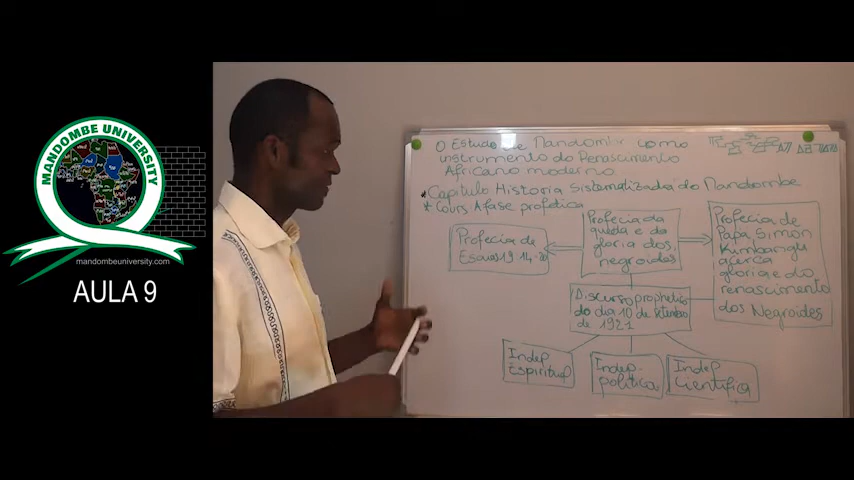 MANDOMBE UNIVERSITY
mandombeuniversity.com
AULA 9
O Estudo de Mandombe como
instrumento do Renascimento
Africano moderno
* Capitulo Historia Sistematizada do Mandombe
* Cours A fase profetica
Profecia de
Esaias 19 14-20
Profecia da
queda e da
gloria dos
negroides
Profecia de
Papa Simon
Kimbangu
acerca
gloria e do
renascimento
dos Negroides
Discurso prophetico
do dia 10 de setembro
de 1921
Indep
Espiritual
Indep.
politica
Indep
Cientifica